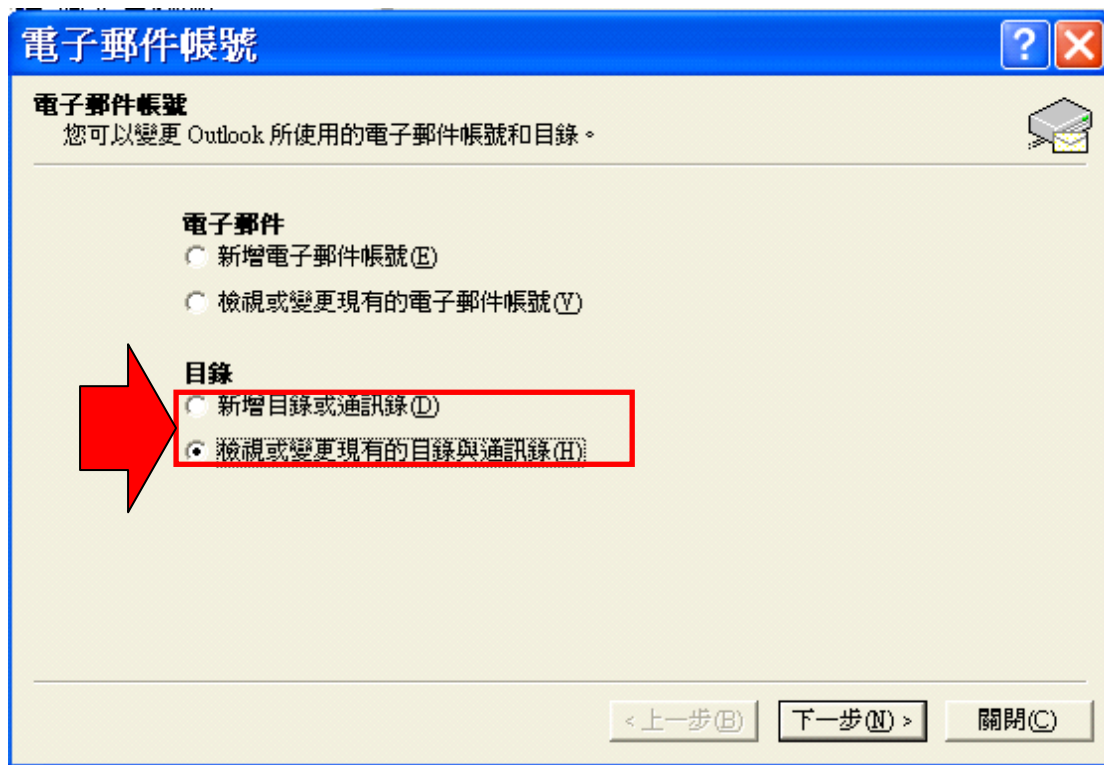 電子郵件帳號
電子郵件帳號
您可以變更 Outlook 所使用的電子郵件帳號和目錄。
電子郵件
新增電子郵件帳號(E)
檢視或變更現有的電子郵件帳號(V)
目錄
新增目錄或通訊錄(D)
檢視或變更現有的目錄與通訊錄(H)
<上一步(B) 下一步(N) > 關閉(C)